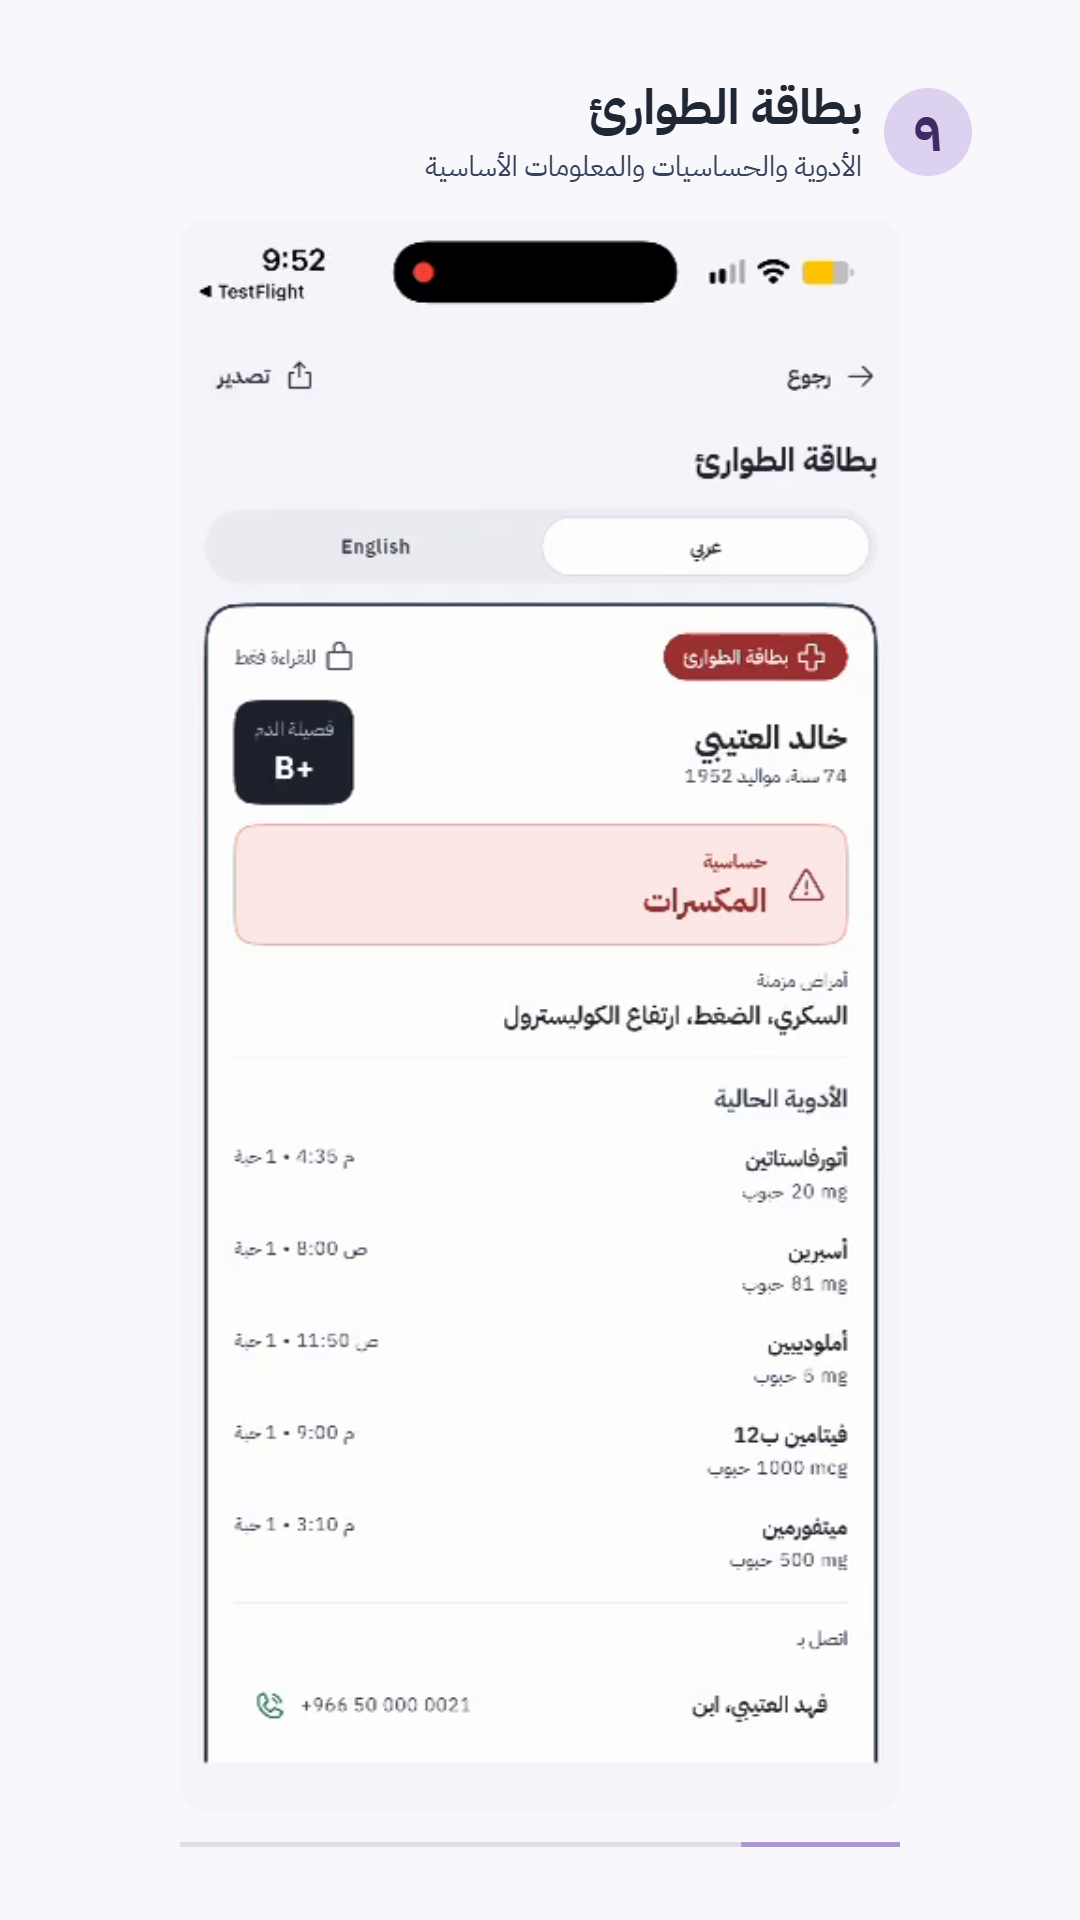 ٩
بطاقة الطوارئ
الأدوية والحساسيات والمعلومات الأساسية
9:52
◀ TestFlight
رجوع
تصدير
بطاقة الطوارئ
عربي
English
بطاقة الطوارئ
للقراءة فقط
خالد العتيبي
74 سنة، مواليد 1952
فصيلة الدم
B+
حساسية
المكسرات
أمراض مزمنة
السكري، الضغط، ارتفاع الكوليسترول
الأدوية الحالية
أتورفاستاتين
20 mg حبوب
م 4:35 • 1 حبة
أسبرين
81 mg حبوب
ص 8:00 • 1 حبة
أملوديبين
5 mg حبوب
ص 11:50 • 1 حبة
فيتامين ب12
1000 mcg حبوب
م 9:00 • 1 حبة
ميتفورمين
500 mg حبوب
م 3:10 • 1 حبة
اتصل بـ
فهد العتيبي، ابن
+966 50 000 0021